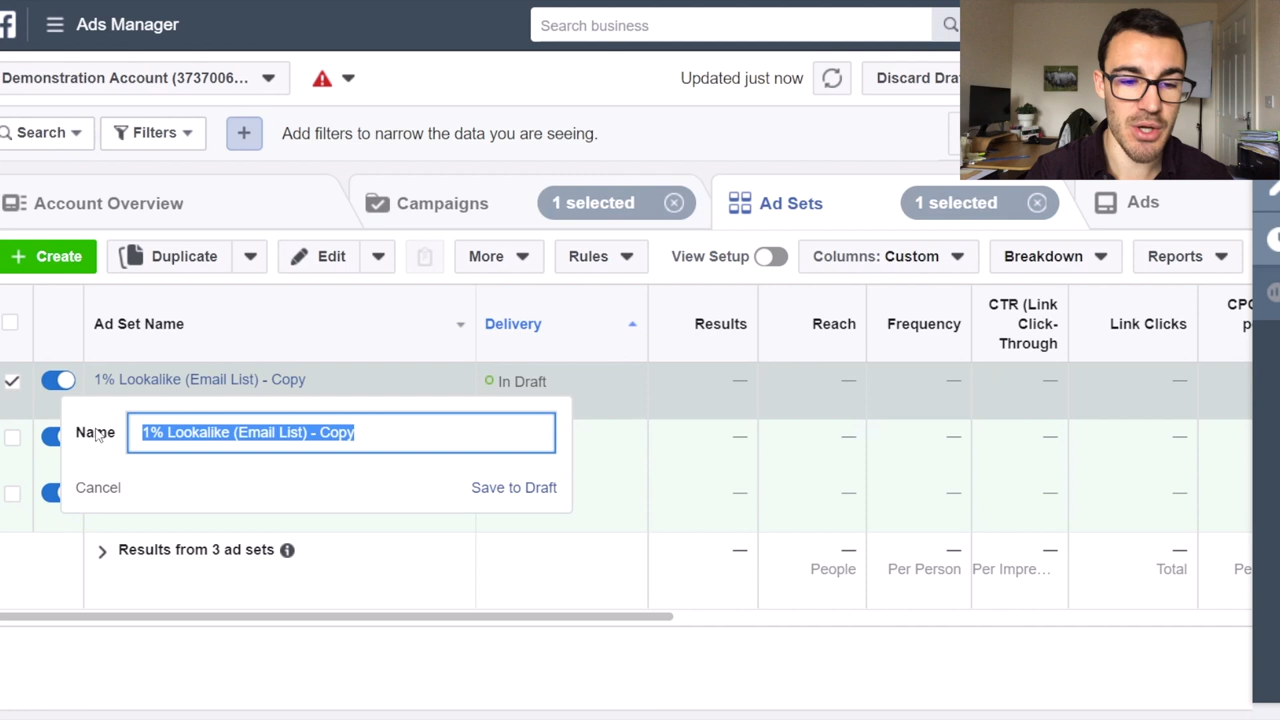 Ads Manager
Search business
Demonstration Account (3737006...
Updated just now
Discard Dra
Search
Filters
+
Add filters to narrow the data you are seeing.
Account Overview
Campaigns
1 selected
Ad Sets
1 selected
Ads
+ Create
Duplicate
Edit
More
Rules
View Setup
Columns: Custom
Breakdown
Reports
Ad Set Name
Delivery
Results
Reach
Frequency
CTR (Link
Click-
Through
Link Clicks
CPC
p
1% Lookalike (Email List) - Copy
In Draft
— — — — —
Name
1% Lookalike (Email List) - Copy
— — — — —
Cancel
Save to Draft
— — — — —
Results from 3 ad sets
— — — — —
People
Per Person
Per Impre...
Total
Pe